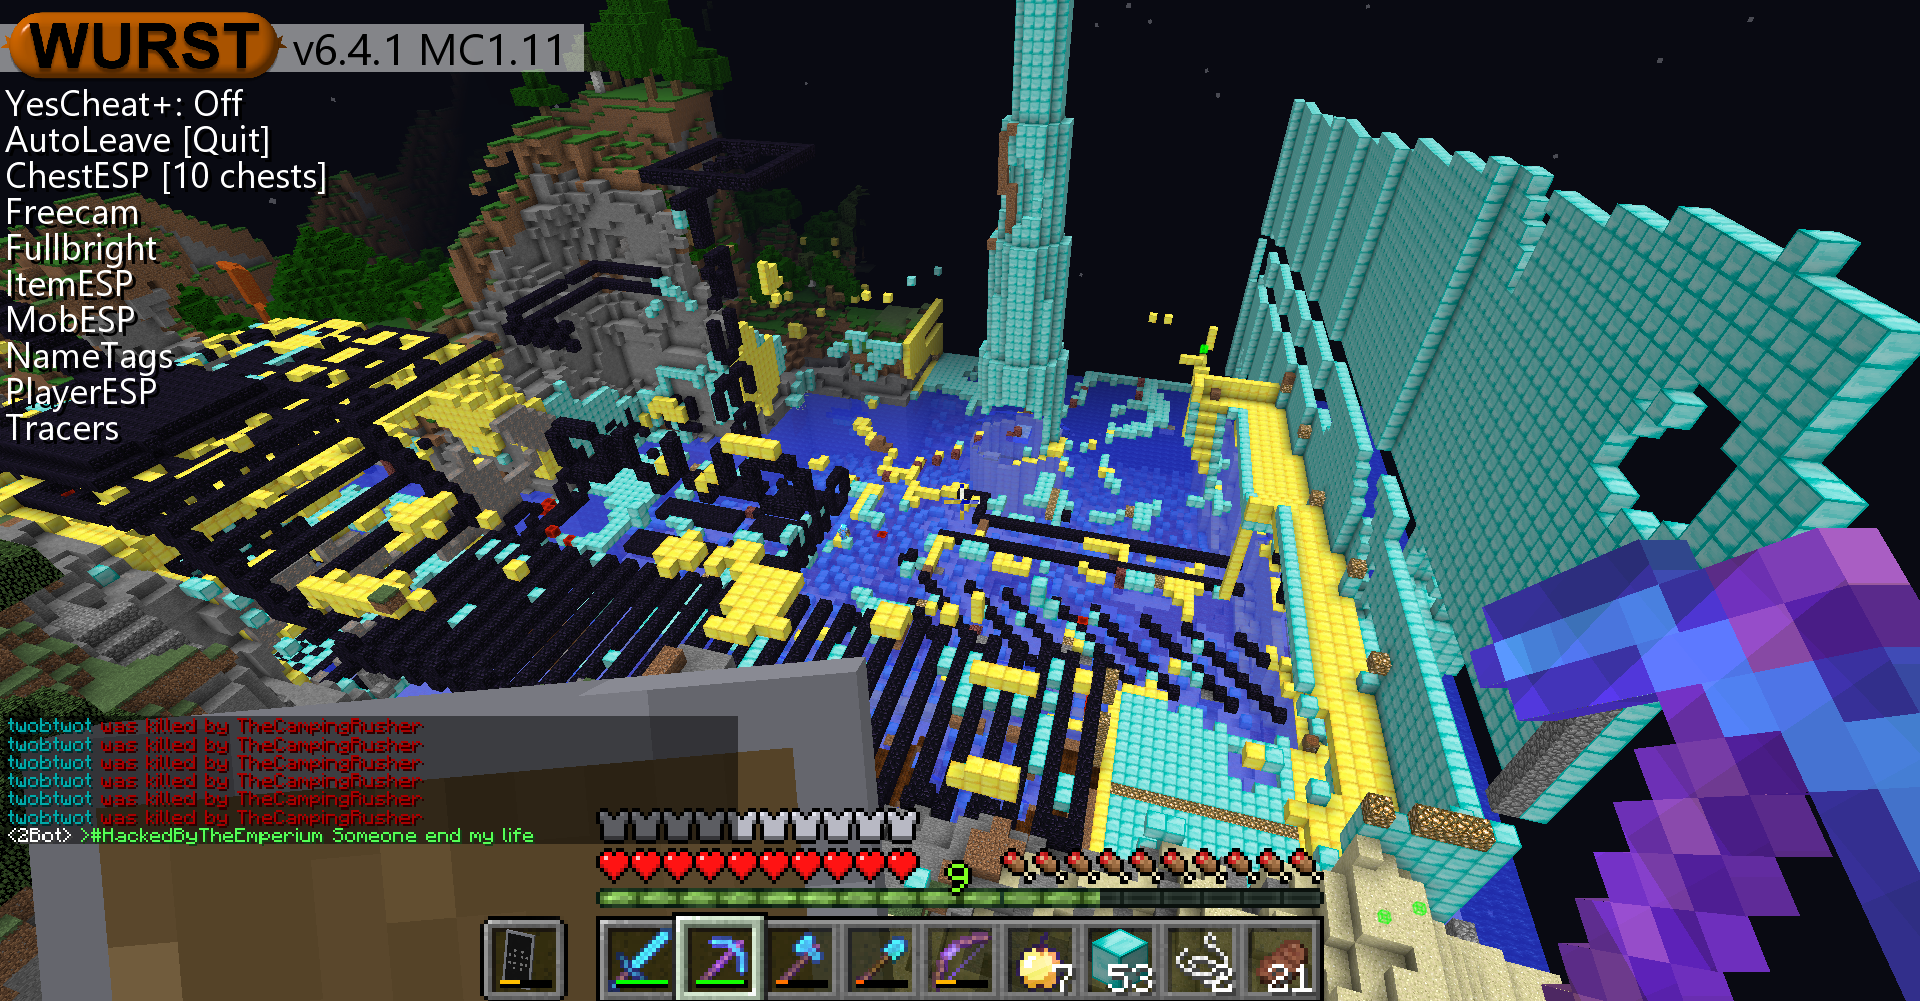 WURST v6.4.1 MC1.11
YesCheat+: Off
AutoLeave [Quit]
ChestESP [10 chests]
Freecam
Fullbright
ItemESP
MobESP
NameTags
PlayerESP
Tracers
twobtwot was killed by TheCampingRusher
twobtwot was killed by TheCampingRusher
twobtwot was killed by TheCampingRusher
twobtwot was killed by TheCampingRusher
twobtwot was killed by TheCampingRusher
twobtwot was killed by TheCampingRusher
<2Bot> >#HackedByTheEmperium Someone end my life
9
7 53 2 21